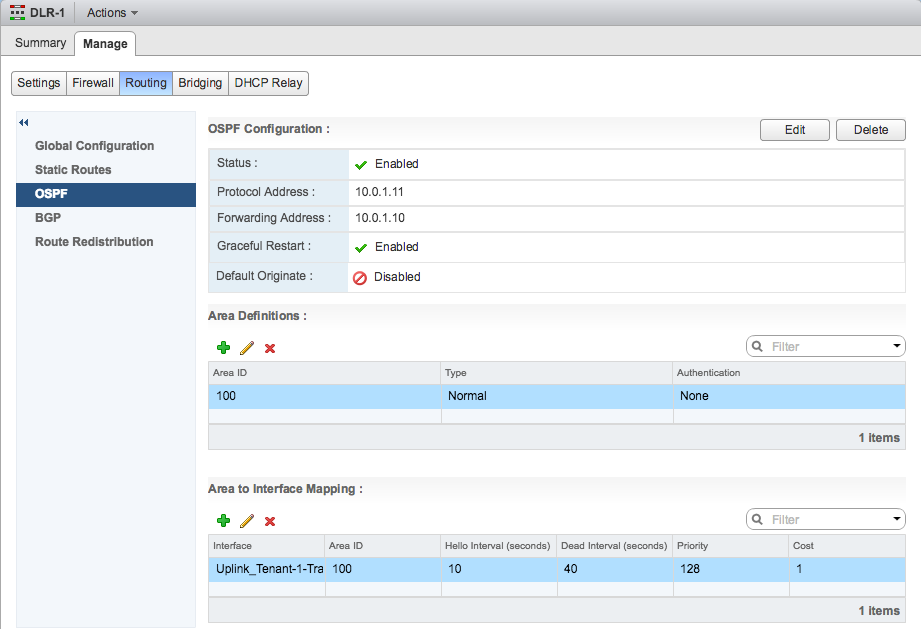 DLR-1 Actions
Summary Manage
Settings Firewall Routing Bridging DHCP Relay
Global Configuration
Static Routes
OSPF
BGP
Route Redistribution
OSPF Configuration : Edit Delete
Status : Enabled
Protocol Address : 10.0.1.11
Forwarding Address : 10.0.1.10
Graceful Restart : Enabled
Default Originate : Disabled
Area Definitions :
Filter
Area ID Type Authentication
100 Normal None
1 items
Area to Interface Mapping :
Filter
Interface Area ID Hello Interval (seconds) Dead Interval (seconds) Priority Cost
Uplink_Tenant-1-Tra 100 10 40 128 1
1 items